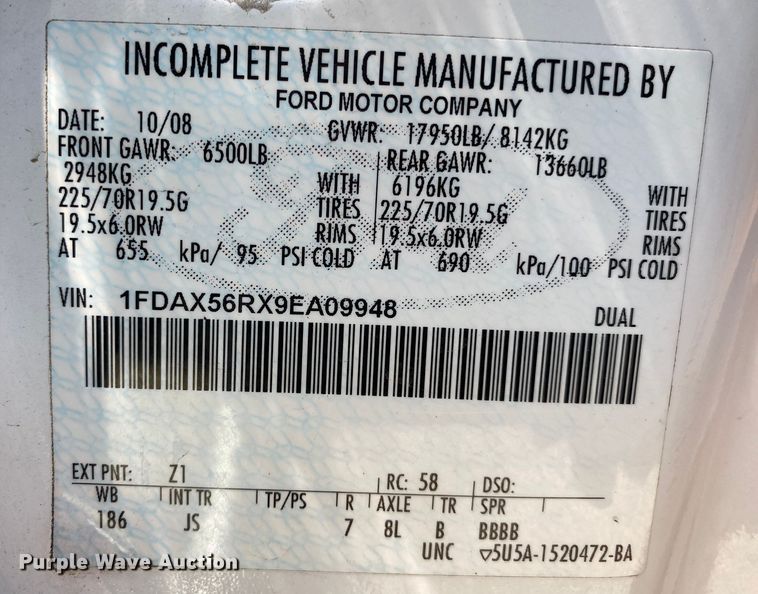 INCOMPLETE VEHICLE MANUFACTURED BY
FORD MOTOR COMPANY
DATE: 10/08 GVWR: 17950LB/ 8142KG
FRONT GAWR: 6500LB REAR GAWR: 13660LB
2948KG WITH 6196KG WITH
225/70R19.5G TIRES 225/70R19.5G TIRES
19.5x6.0RW RIMS 19.5x6.0RW RIMS
AT 655 kPa/ 95 PSI COLD AT 690 kPa/100 PSI COLD
VIN: 1FDAX56RX9EA09948 DUAL
EXT PNT: Z1 RC: 58 DSO:
WB INT TR TP/PS R AXLE TR SPR
186 JS 7 8L B BBBB
UNC ▽5U5A-1520472-BA
Purple Wave Auction